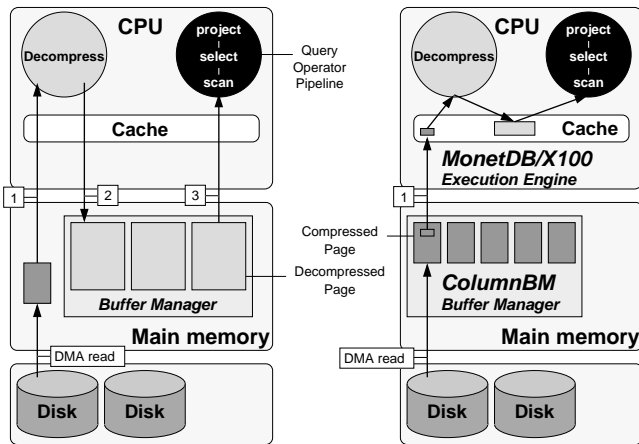 CPU
Decompress
project
select
scan
Query
Operator
Pipeline
Cache
1
2
3
Buffer Manager
Main memory
DMA read
Disk
Disk
Compressed
Page
Decompressed
Page
CPU
Decompress
project
select
scan
Cache
MonetDB/X100
Execution Engine
1
ColumnBM
Buffer Manager
Main memory
DMA read
Disk
Disk